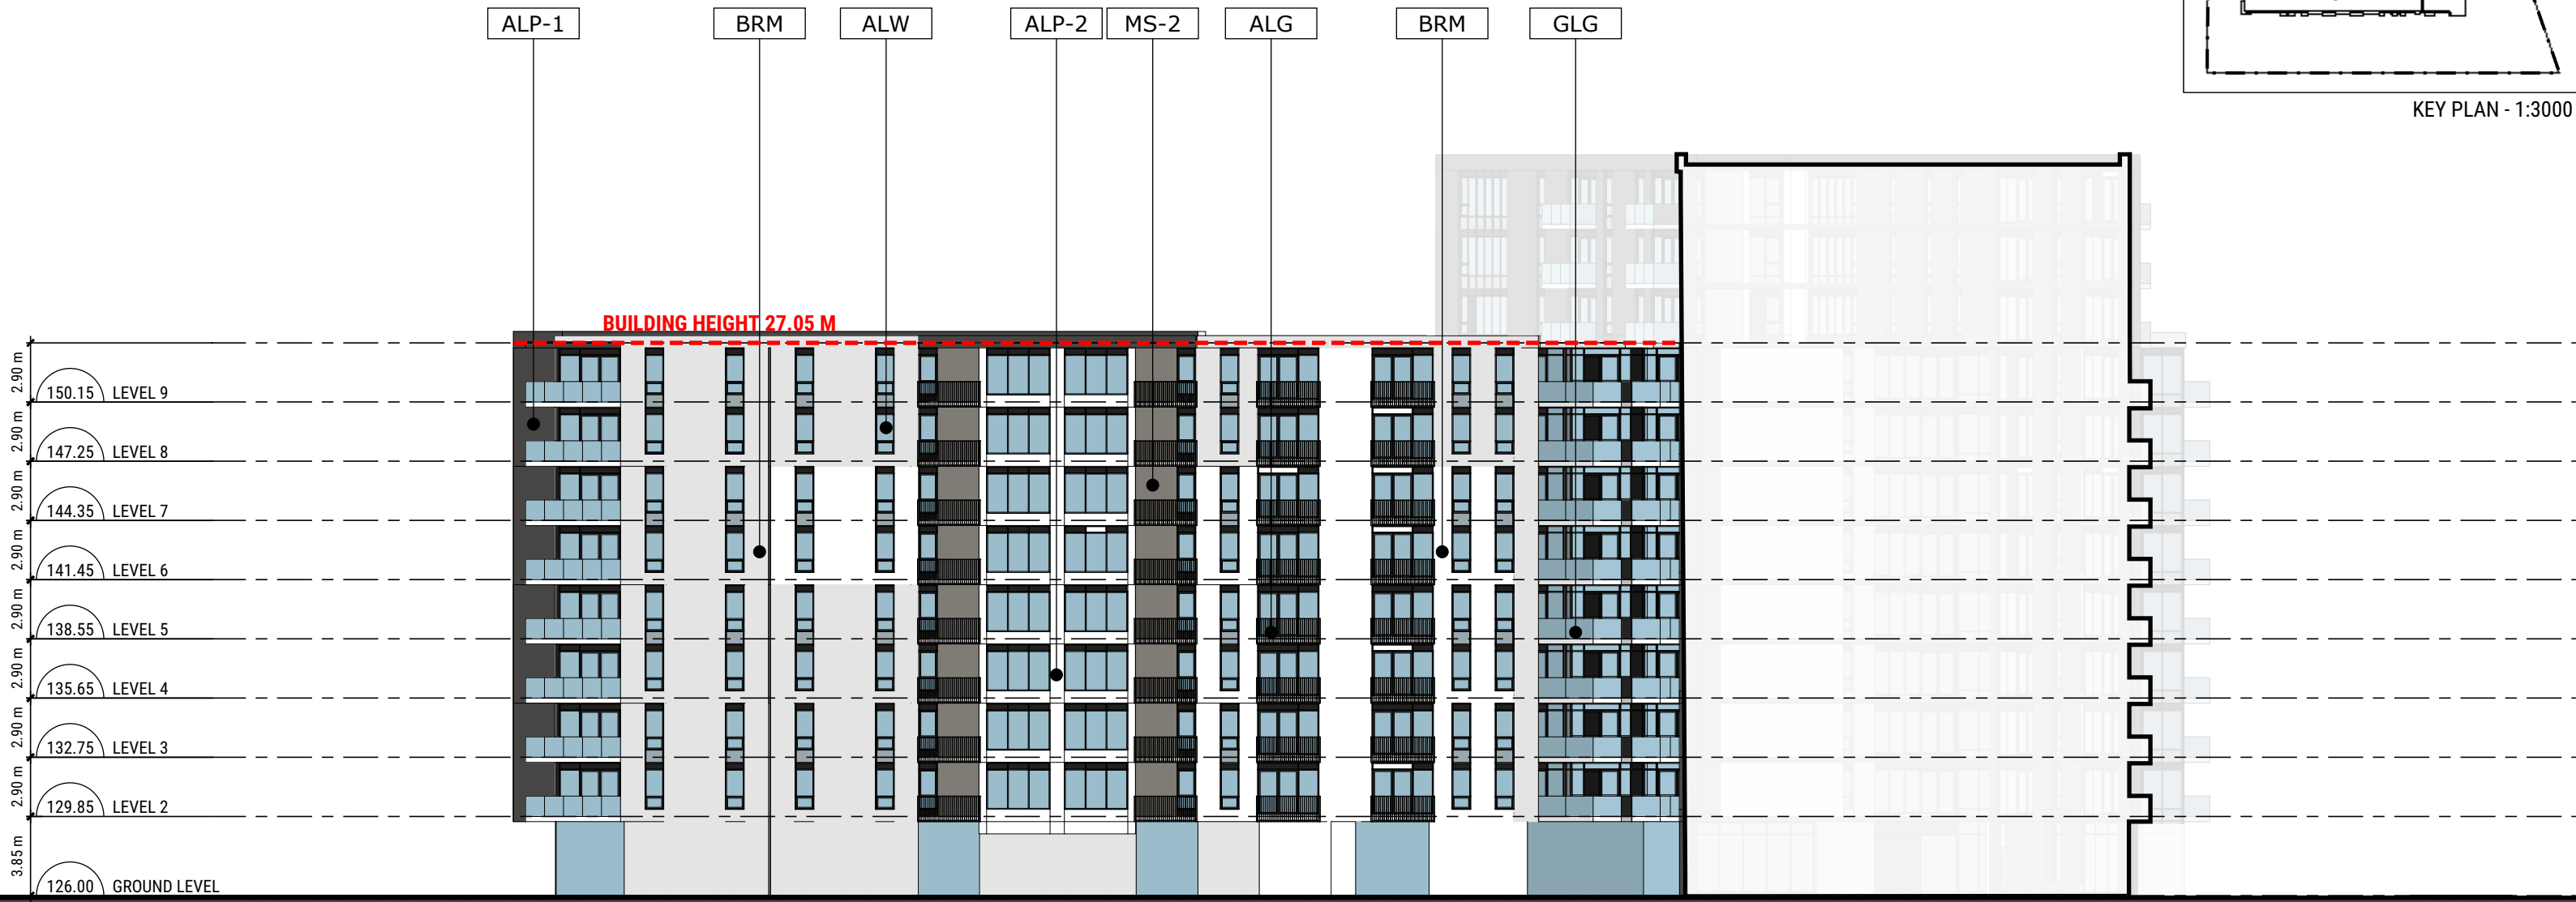 ALP-1 BRM ALW ALP-2 MS-2 ALG BRM GLG
KEY PLAN - 1:3000
BUILDING HEIGHT 27.05 M
2.90 m
150.15 LEVEL 9
2.90 m
147.25 LEVEL 8
2.90 m
144.35 LEVEL 7
2.90 m
141.45 LEVEL 6
2.90 m
138.55 LEVEL 5
2.90 m
135.65 LEVEL 4
2.90 m
132.75 LEVEL 3
2.90 m
129.85 LEVEL 2
3.85 m
126.00 GROUND LEVEL